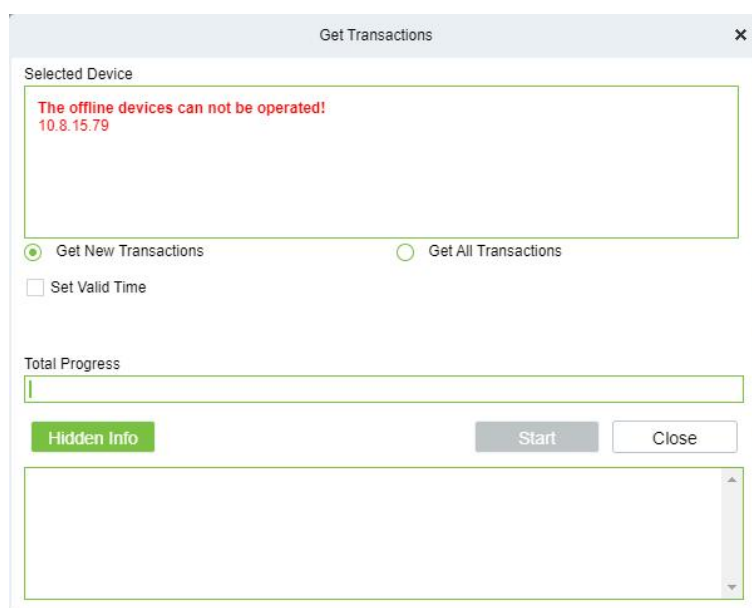 Get Transactions
Selected Device
The offline devices can not be operated!
10.8.15.79
Get New Transactions
Get All Transactions
Set Valid Time
Total Progress
Hidden Info
Start
Close